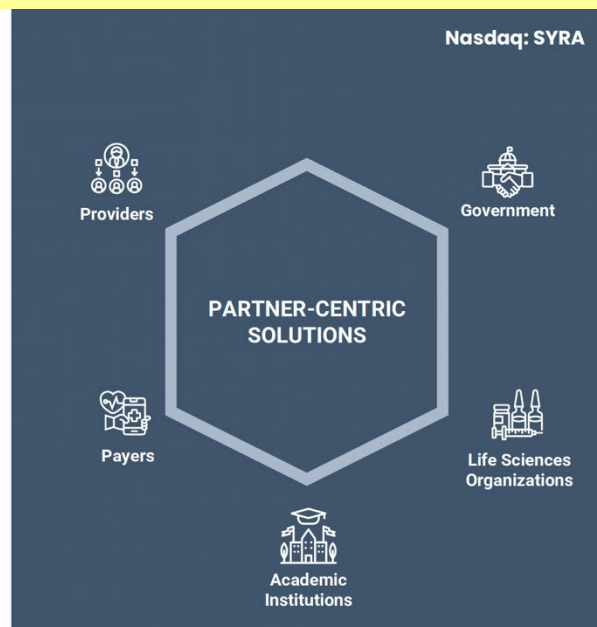 Nasdaq: SYRA
Providers
Government
PARTNER-CENTRIC
SOLUTIONS
Payers
Life Sciences
Organizations
Academic
Institutions